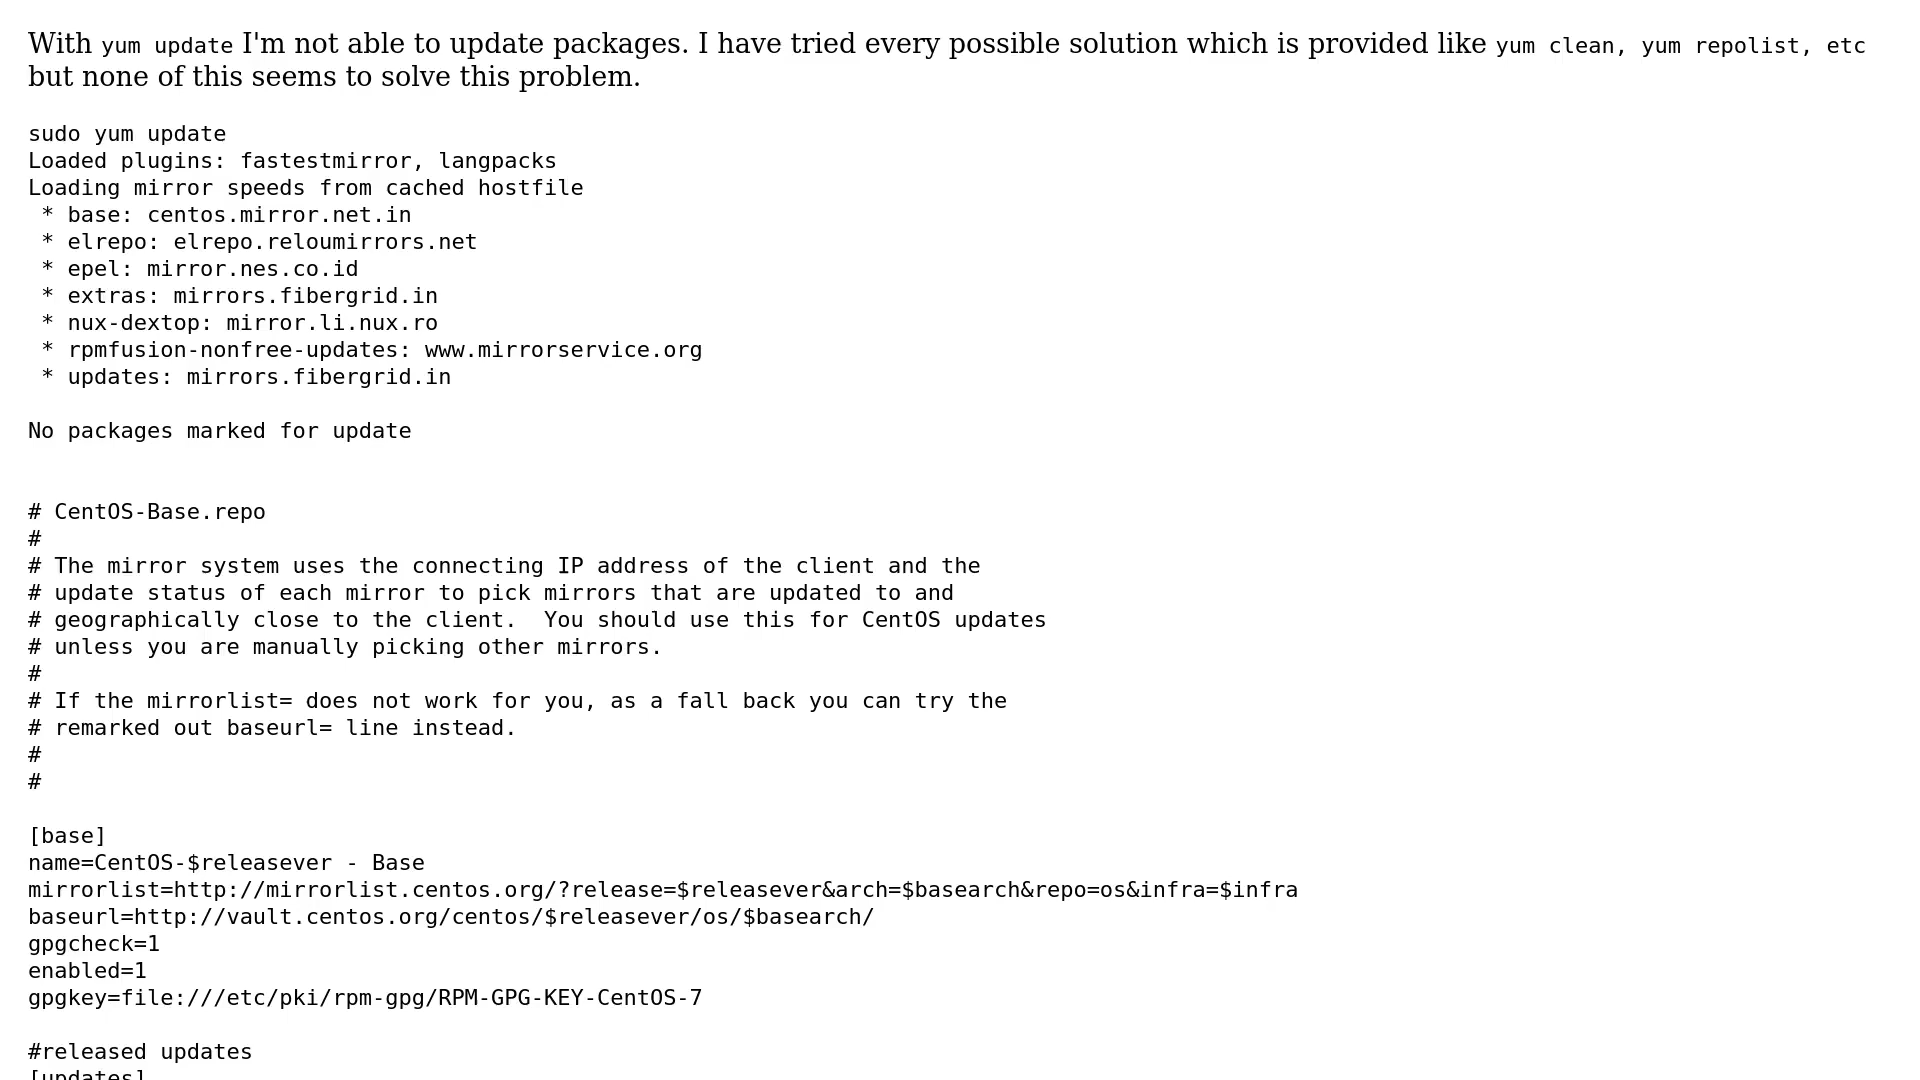 With yum update I'm not able to update packages. I have tried every possible solution which is provided like yum clean, yum repolist, etc
but none of this seems to solve this problem.
sudo yum update
Loaded plugins: fastestmirror, langpacks
Loading mirror speeds from cached hostfile
 * base: centos.mirror.net.in
 * elrepo: elrepo.reloumirrors.net
 * epel: mirror.nes.co.id
 * extras: mirrors.fibergrid.in
 * nux-dextop: mirror.li.nux.ro
 * rpmfusion-nonfree-updates: www.mirrorservice.org
 * updates: mirrors.fibergrid.in
No packages marked for update
# CentOS-Base.repo
#
# The mirror system uses the connecting IP address of the client and the
# update status of each mirror to pick mirrors that are updated to and
# geographically close to the client.  You should use this for CentOS updates
# unless you are manually picking other mirrors.
#
# If the mirrorlist= does not work for you, as a fall back you can try the
# remarked out baseurl= line instead.
#
#
[base]
name=CentOS-$releasever - Base
mirrorlist=http://mirrorlist.centos.org/?release=$releasever&arch=$basearch&repo=os&infra=$infra
baseurl=http://vault.centos.org/centos/$releasever/os/$basearch/
gpgcheck=1
enabled=1
gpgkey=file:///etc/pki/rpm-gpg/RPM-GPG-KEY-CentOS-7
#released updates
[updates]